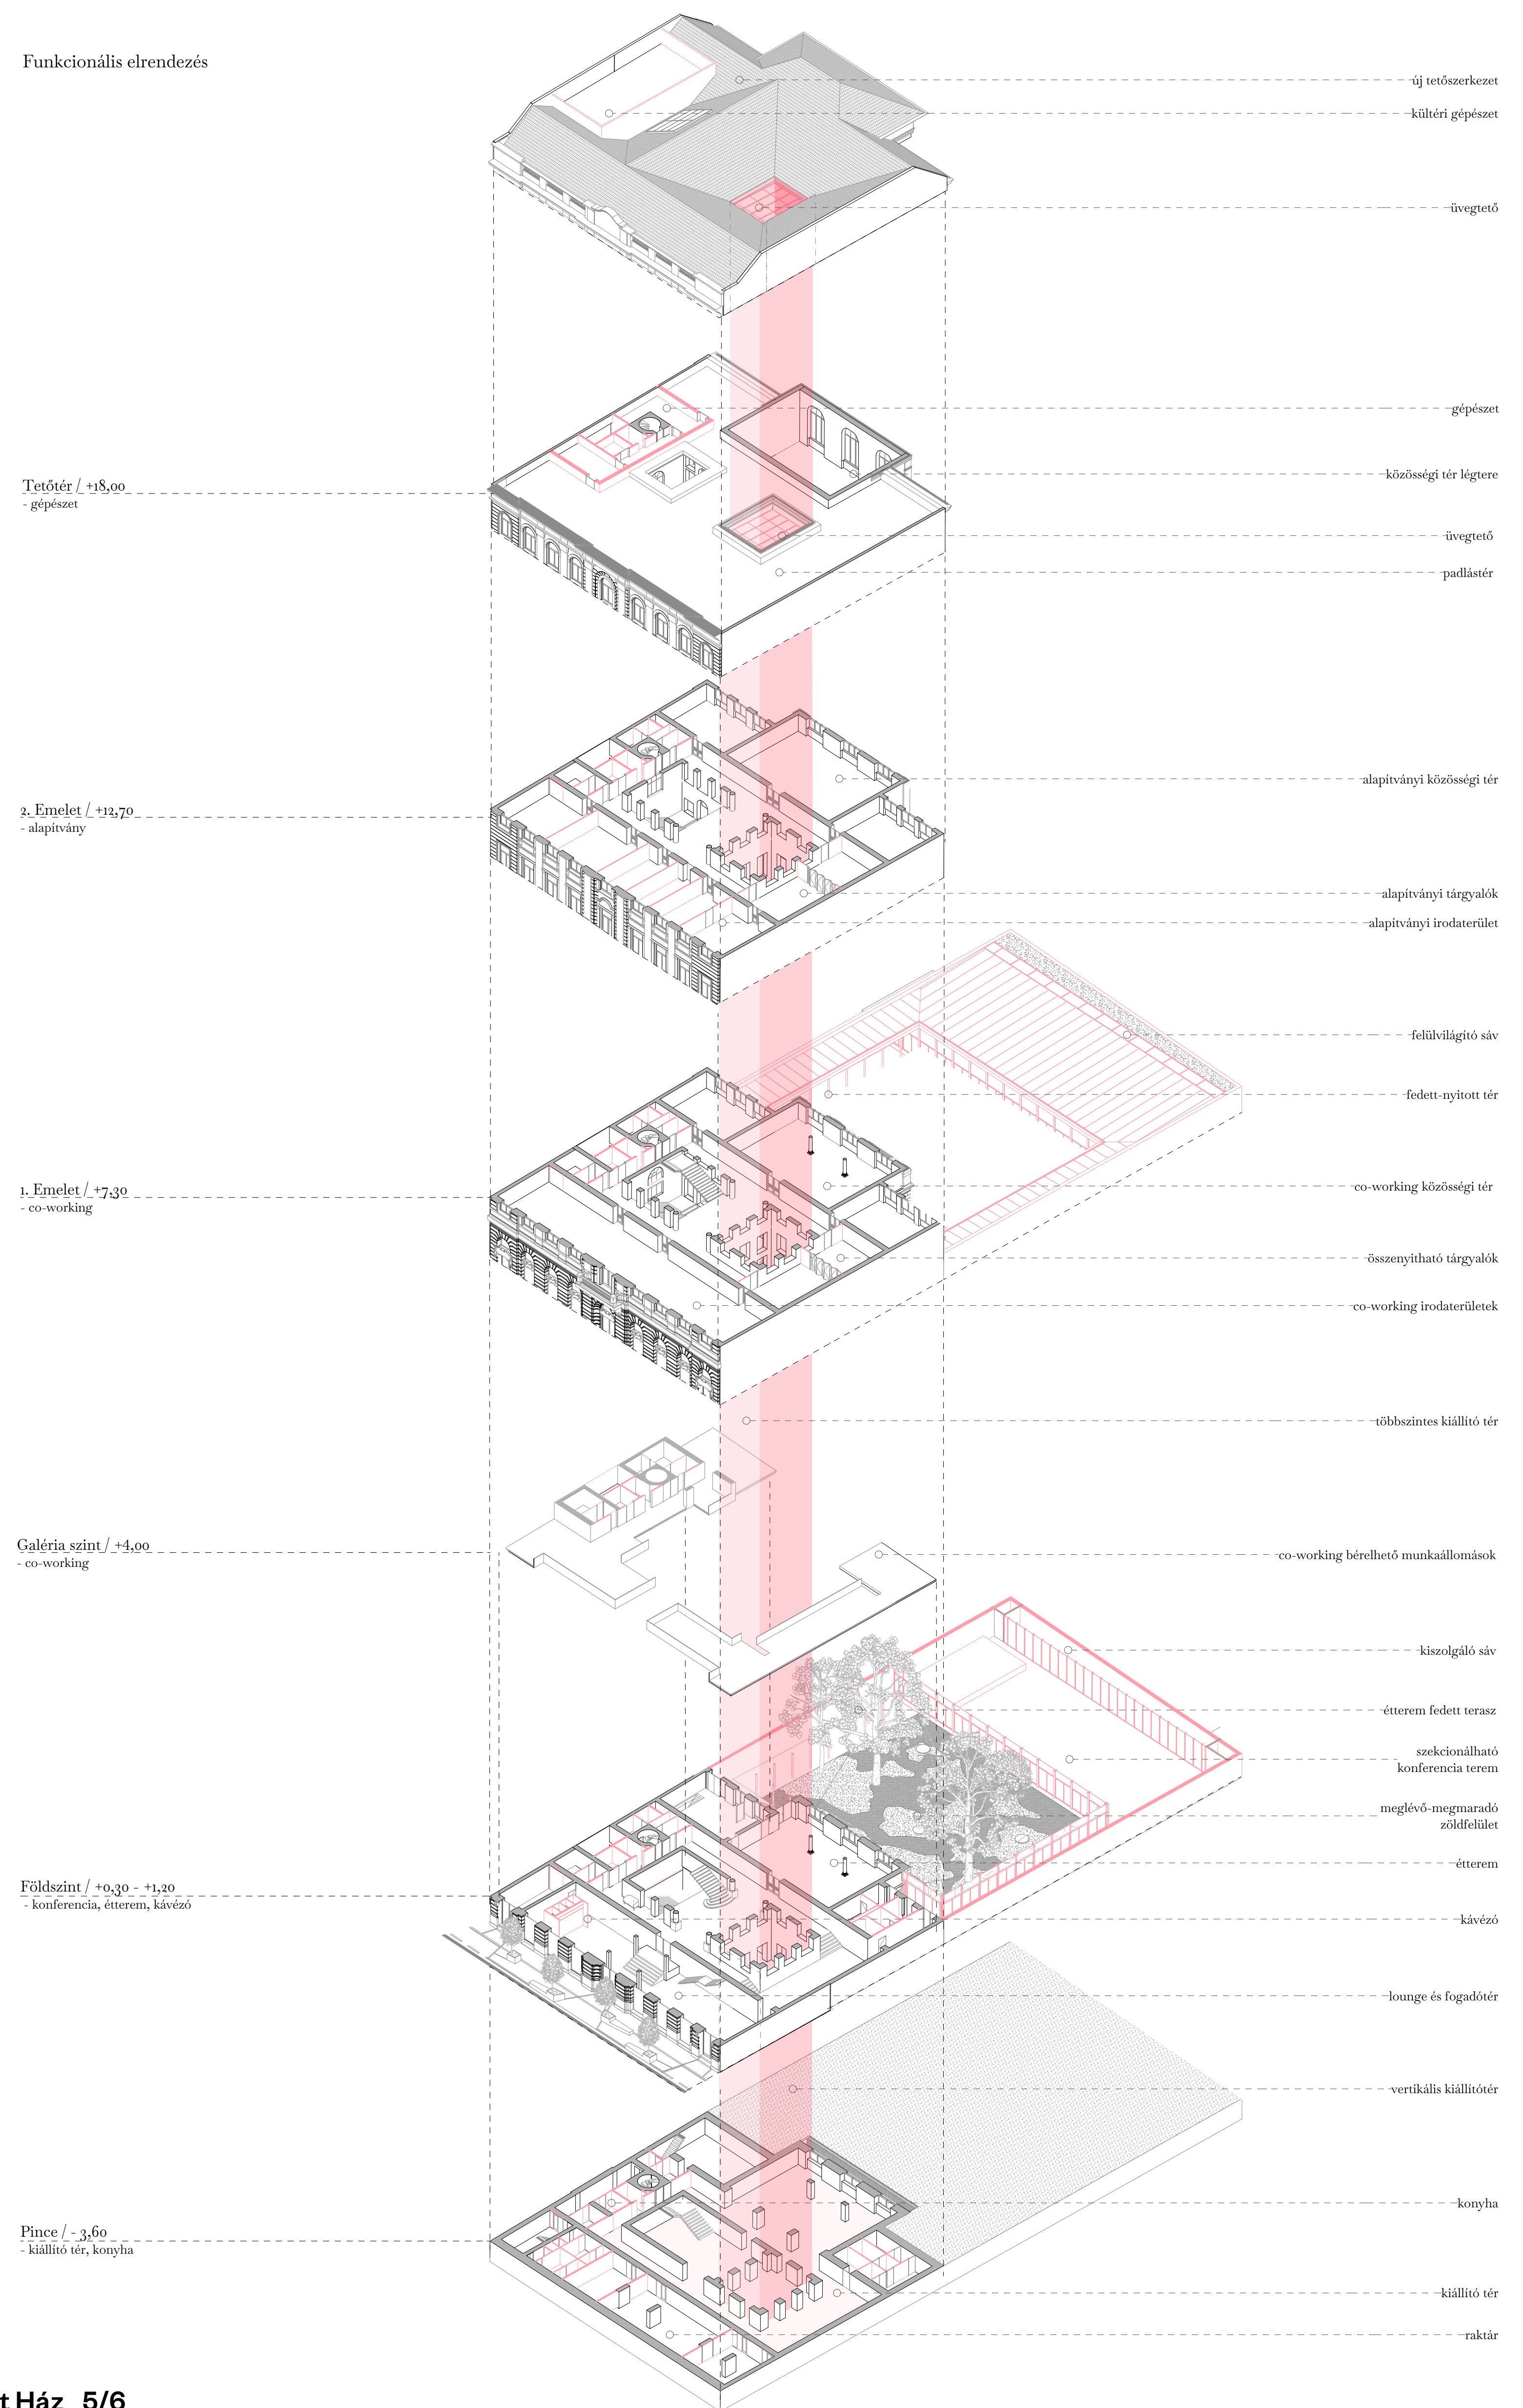 Funkcionális elrendezés
új tetőszerkezet
kültéri gépészet
üvegtető
gépészet
közösségi tér légtere
Tetőtér / +18,00
- gépészet
üvegtető
padlástér
alapítványi közösségi tér
2. Emelet / +12,70
- alapítvány
alapítványi tárgyalók
alapítványi irodaterület
felülvilágító sáv
fedett-nyitott tér
co-working közösségi tér
1. Emelet / +7,30
- co-working
összenyitható tárgyalók
co-working irodaterületek
többszintes kiállító tér
Galéria szint / +4,00
- co-working
co-working bérelhető munkaállomások
kiszolgáló sáv
étterem fedett terasz
szekcionálható
konferencia terem
meglévő-megmaradó
zöldfelület
étterem
Földszint / +0,30 - +1,20
- konferencia, étterem, kávézó
kávézó
lounge és fogadótér
vertikális kiállítótér
konyha
Pince / - 3,60
- kiállító tér, konyha
kiállító tér
raktár
t Ház 5/6